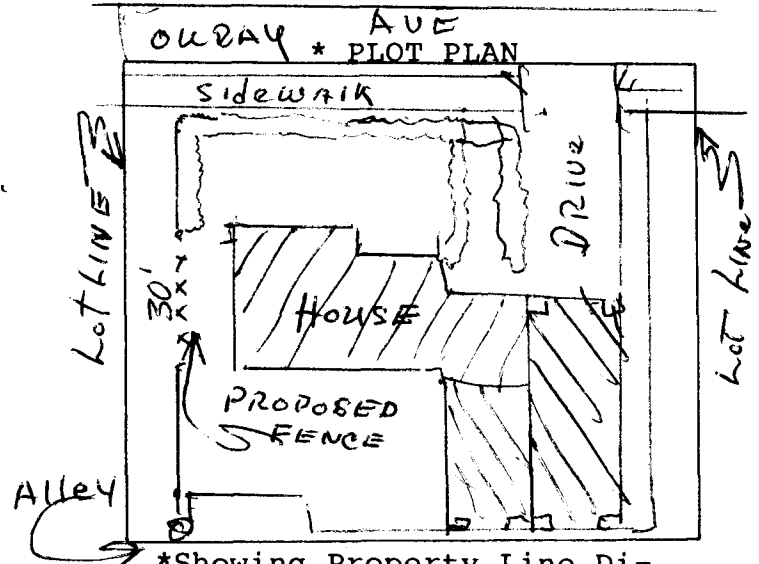 OURAY AVE
* PLOT PLAN
Sidewalk
Lot LINE
DRIVE
Lot Line
30'
XXXX
HOUSE
PROPOSED
FENCE
Alley
*Showing Property Line Di-